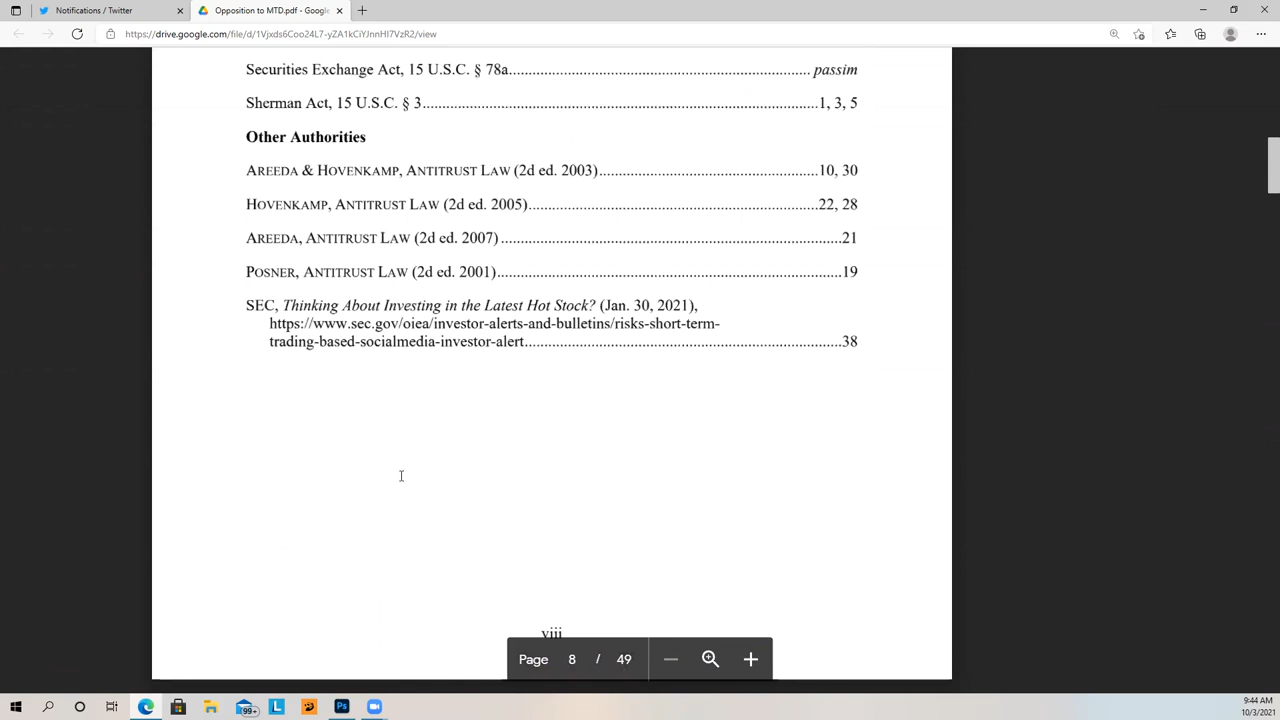 Notifications / Twitter
Opposition to MTD.pdf - Google
https://drive.google.com/file/d/1Vjxds6Coo24L7-yZA1kCiYJnnHI7VzR2/view
Securities Exchange Act, 15 U.S.C. § 78a.......................................................................... passim
Sherman Act, 15 U.S.C. § 3...............................................................................................1, 3, 5
Other Authorities
AREEDA & HOVENKAMP, ANTITRUST LAW (2d ed. 2003).....................................................10, 30
HOVENKAMP, ANTITRUST LAW (2d ed. 2005).......................................................................22, 28
AREEDA, ANTITRUST LAW (2d ed. 2007) ....................................................................................21
POSNER, ANTITRUST LAW (2d ed. 2001).....................................................................................19
SEC, Thinking About Investing in the Latest Hot Stock? (Jan. 30, 2021),
https://www.sec.gov/oiea/investor-alerts-and-bulletins/risks-short-term-
trading-based-socialmedia-investor-alert..............................................................................38
viii
Page 8 / 49
99+
9:44 AM
10/3/2021